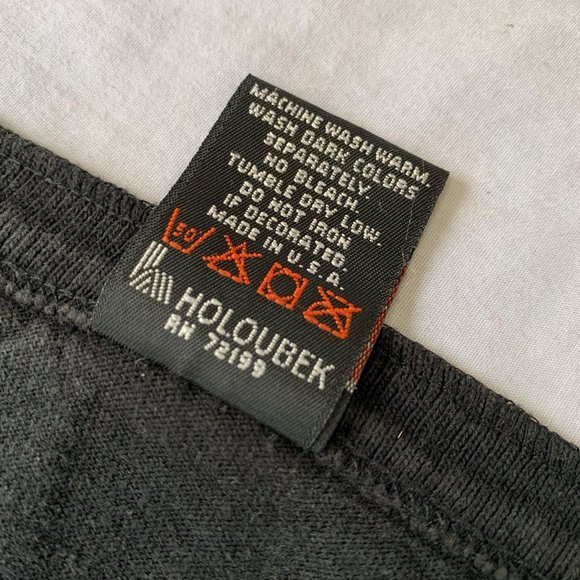 MACHINE WASH WARM.
WASH DARK COLORS
SEPARATELY
NO BLEACH.
TUMBLE DRY LOW.
DO NOT IRON
IF DECORATED.
MADE IN U.S.A.
50
HOLOUBEK
RN 72199